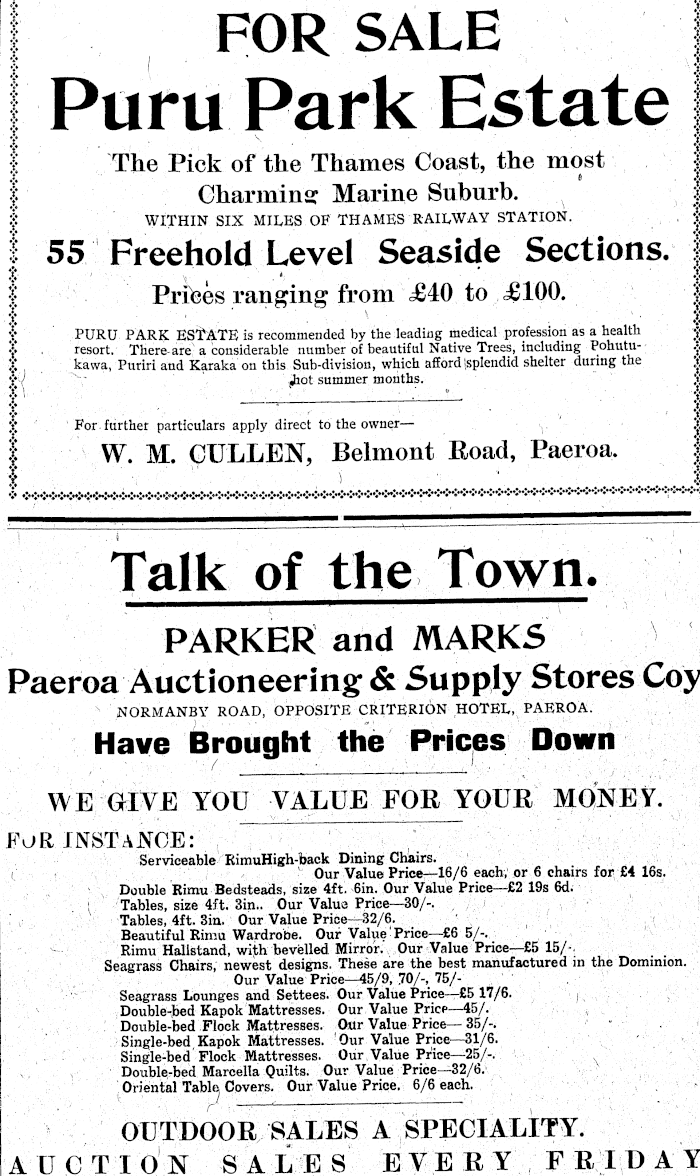 FOR SALE
Puru Park Estate
The Pick of the Thames Coast, the most
Charming Marine Suburb.
WITHIN SIX MILES OF THAMES RAILWAY STATION.
55 Freehold Level Seaside Sections.
Prices ranging from £40 to £100.
PURU PARK ESTATE is recommended by the leading medical profession as a health
resort. There are a considerable number of beautiful Native Trees, including Pohutu-
kawa, Puriri and Karaka on this Sub-division, which afford splendid shelter during the
hot summer months.
For further particulars apply direct to the owner—
W. M. CULLEN, Belmont Road, Paeroa.
Talk of the Town.
PARKER and MARKS
Paeroa Auctioneering & Supply Stores Coy
NORMANBY ROAD, OPPOSITE CRITERION HOTEL, PAEROA.
Have Brought the Prices Down
WE GIVE YOU VALUE FOR YOUR MONEY.
FOR INSTANCE:
Serviceable RimuHigh-back Dining Chairs.
Our Value Price—16/6 each, or 6 chairs for £4 16s.
Double Rimu Bedsteads, size 4ft. 6in. Our Value Price—£2 19s 6d.
Tables, size 4ft. 3in.. Our Value Price—30/-.
Tables, 4ft. 3in. Our Value Price—32/6.
Beautiful Rimu Wardrobe. Our Value Price—£6 5/-.
Rimu Hallstand, with bevelled Mirror. Our Value Price—£5 15/-.
Seagrass Chairs, newest designs. These are the best manufactured in the Dominion.
Our Value Price—45/9, 70/-, 75/-
Seagrass Lounges and Settees. Our Value Price—£5 17/6.
Double-bed Kapok Mattresses. Our Value Price—45/.
Double-bed Flock Mattresses. Our Value Price— 35/-.
Single-bed Kapok Mattresses. Our Value Price—31/6.
Single-bed Flock Mattresses. Our Value Price—25/-.
Double-bed Marcella Quilts. Our Value Price—32/6.
Oriental Table Covers. Our Value Price. 6/6 each.
OUTDOOR SALES A SPECIALITY.
AUCTION SALES EVERY FRIDAY